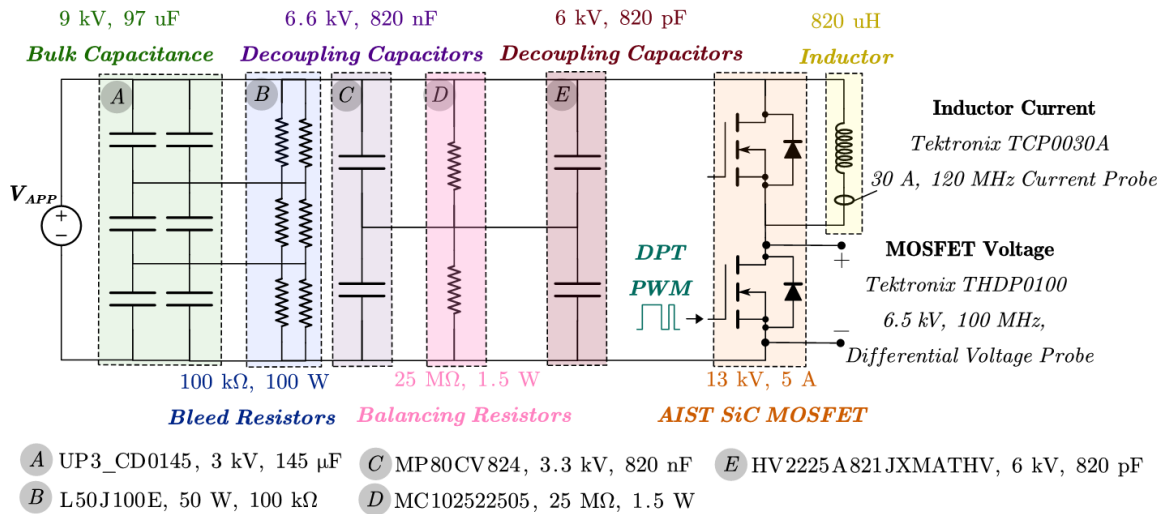 9 kV, 97 uF
Bulk Capacitance
6.6 kV, 820 nF
Decoupling Capacitors
6 kV, 820 pF
Decoupling Capacitors
820 uH
Inductor
A
B
C
D
E
Inductor Current
Tektronix TCP0030A
30 A, 120 MHz Current Probe
V_APP
+
−
DPT
PWM
+
−
MOSFET Voltage
Tektronix THDP0100
6.5 kV, 100 MHz,
Differential Voltage Probe
100 kΩ, 100 W
Bleed Resistors
25 MΩ, 1.5 W
Balancing Resistors
13 kV, 5 A
AIST SiC MOSFET
A UP3_CD0145, 3 kV, 145 μF
C MP80CV824, 3.3 kV, 820 nF
E HV2225A821JXMATHV, 6 kV, 820 pF
B L50J100E, 50 W, 100 kΩ
D MC102522505, 25 MΩ, 1.5 W